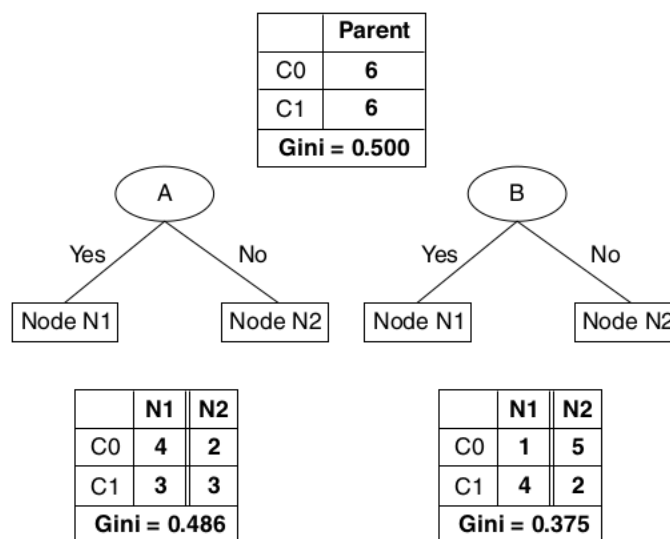 Parent
C0 6
C1 6
Gini = 0.500
A B
Yes No Yes No
Node N1 Node N2 Node N1 Node N2
N1 N2 N1 N2
C0 4 2 C0 1 5
C1 3 3 C1 4 2
Gini = 0.486 Gini = 0.375